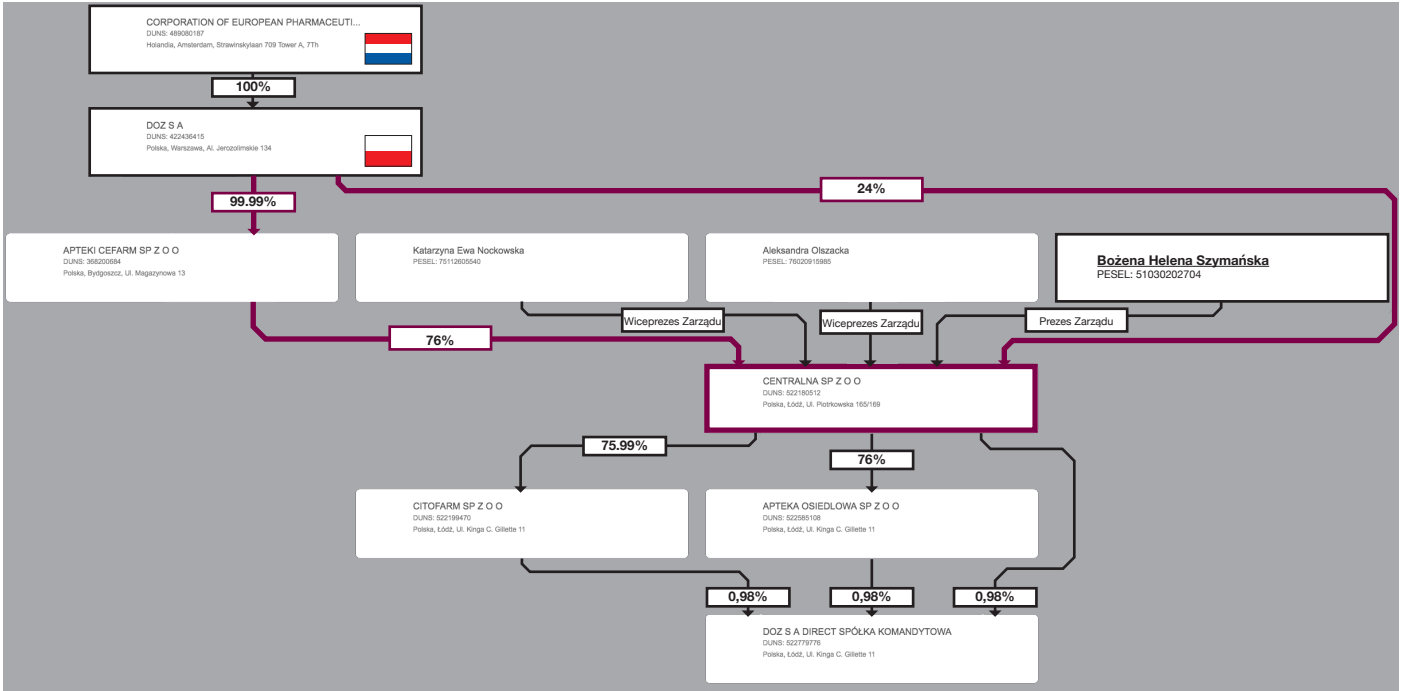 CORPORATION OF EUROPEAN PHARMACEUTI...
DUNS: 489080187
Holandia, Amsterdam, Strawinskylaan 709 Tower A, 7Th
100%
DOZ S A
DUNS: 422436415
Polska, Warszawa, Al. Jerozolimskie 134
24%
99.99%
APTEKI CEFARM SP Z O O
DUNS: 368200684
Polska, Bydgoszcz, Ul. Magazynowa 13
Katarzyna Ewa Nockowska
PESEL: 75112605540
Aleksandra Olszacka
PESEL: 76020915985
Bożena Helena Szymańska
PESEL: 51030202704
Wiceprezes Zarządu
Wiceprezes Zarządu
Prezes Zarządu
76%
CENTRALNA SP Z O O
DUNS: 522180512
Polska, Łódź, Ul. Piotrkowska 165/169
75.99%
76%
CITOFARM SP Z O O
DUNS: 522199470
Polska, Łódź, Ul. Kinga C. Gillette 11
APTEKA OSIEDLOWA SP Z O O
DUNS: 522585108
Polska, Łódź, Ul. Kinga C. Gillette 11
0,98%
0,98%
0,98%
DOZ S A DIRECT SPÓŁKA KOMANDYTOWA
DUNS: 522779776
Polska, Łódź, Ul. Kinga C. Gillette 11